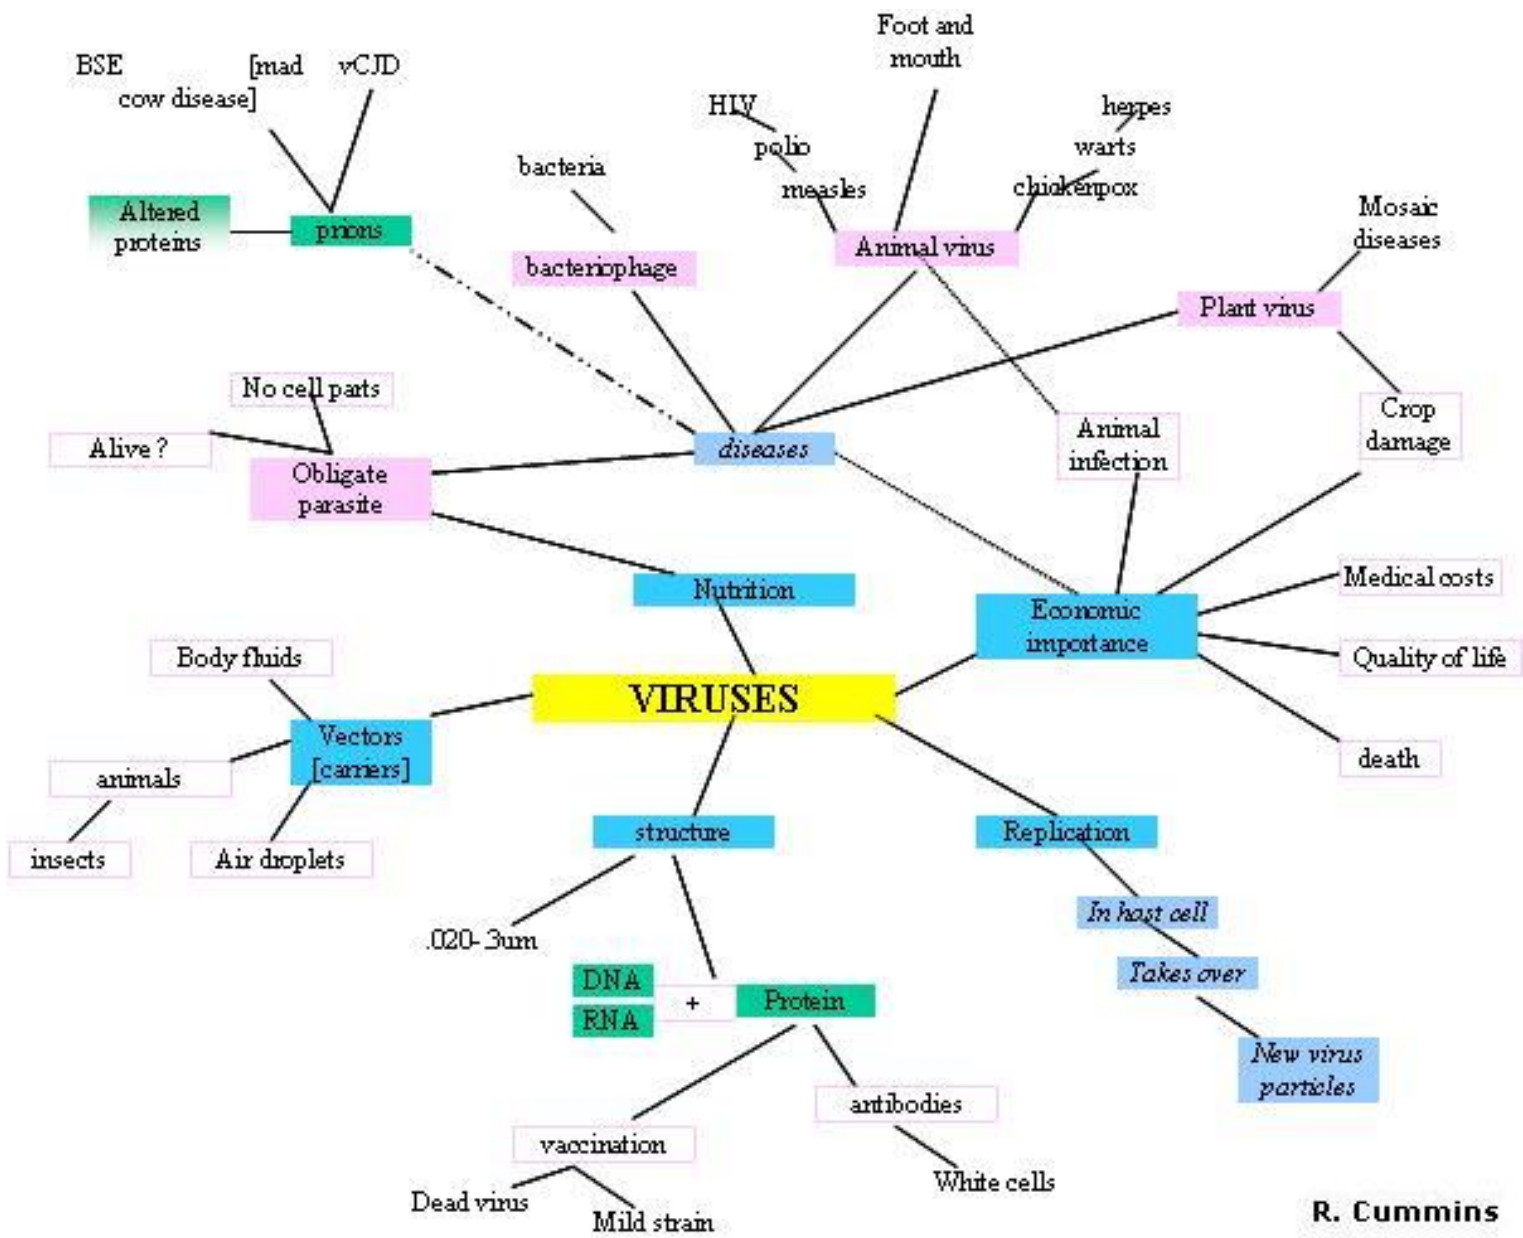 Foot and
mouth
BSE
[mad
vCJD
cow disease]
HIV
herpes
polio
warts
bacteria
measles
chickenpox
Altered
proteins
prions
Mosaic
diseases
Animal virus
bacteriophage
Plant virus
No cell parts
Alive ?
diseases
Animal
infection
Crop
damage
Obligate
parasite
Nutrition
Medical costs
Economic
importance
Body fluids
Quality of life
VIRUSES
Vectors
[carriers]
animals
death
structure
Replication
insects
Air droplets
In host cell
.020-.3um
Takes over
DNA
+
Protein
RNA
New virus
particles
antibodies
vaccination
White cells
Dead virus
Mild strain
R. Cummins